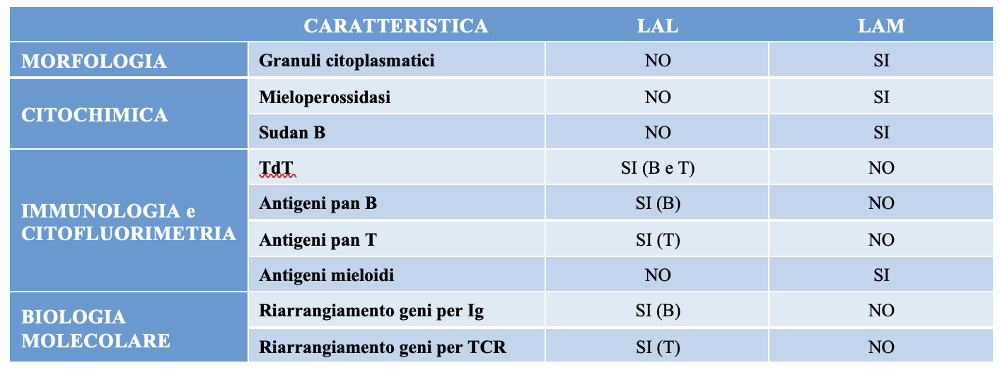 CARATTERISTICA LAL LAM
MORFOLOGIA Granuli citoplasmatici NO SI
CITOCHIMICA Mieloperossidasi NO SI
Sudan B NO SI
IMMUNOLOGIA e
CITOFLUORIMETRIA
TdT SI (B e T) NO
Antigeni pan B SI (B) NO
Antigeni pan T SI (T) NO
Antigeni mieloidi NO SI
BIOLOGIA
MOLECOLARE
Riarrangiamento geni per Ig SI (B) NO
Riarrangiamento geni per TCR SI (T) NO